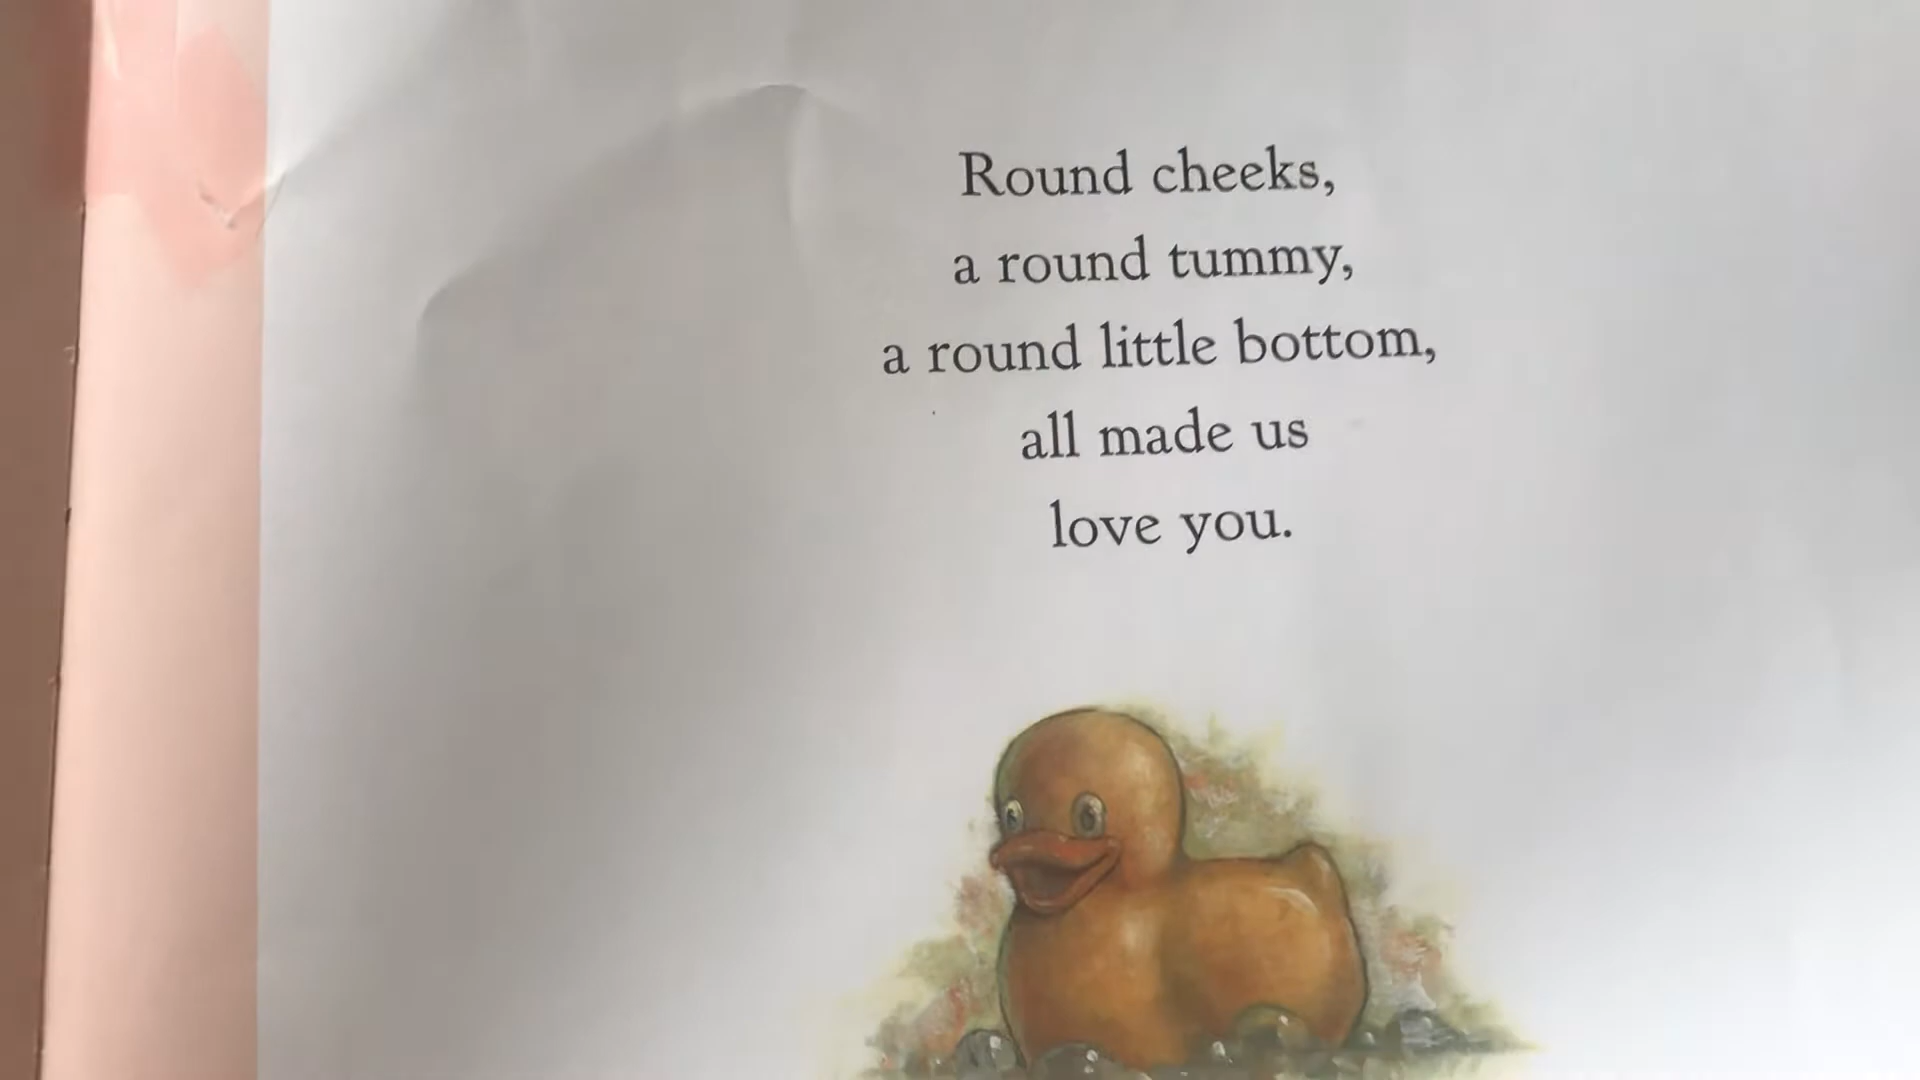 Round cheeks,
a round tummy,
a round little bottom,
all made us
love you.